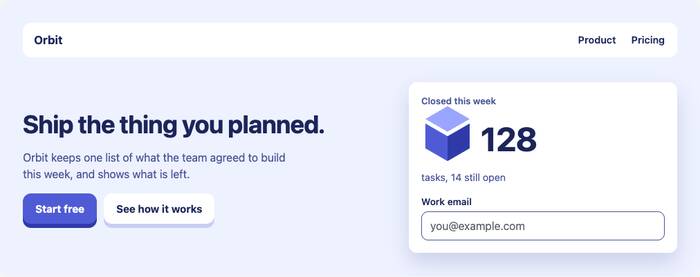 Orbit
Product
Pricing
Ship the thing you planned.
Orbit keeps one list of what the team agreed to build
this week, and shows what is left.
Start free
See how it works
Closed this week
128
tasks, 14 still open
Work email
you@example.com